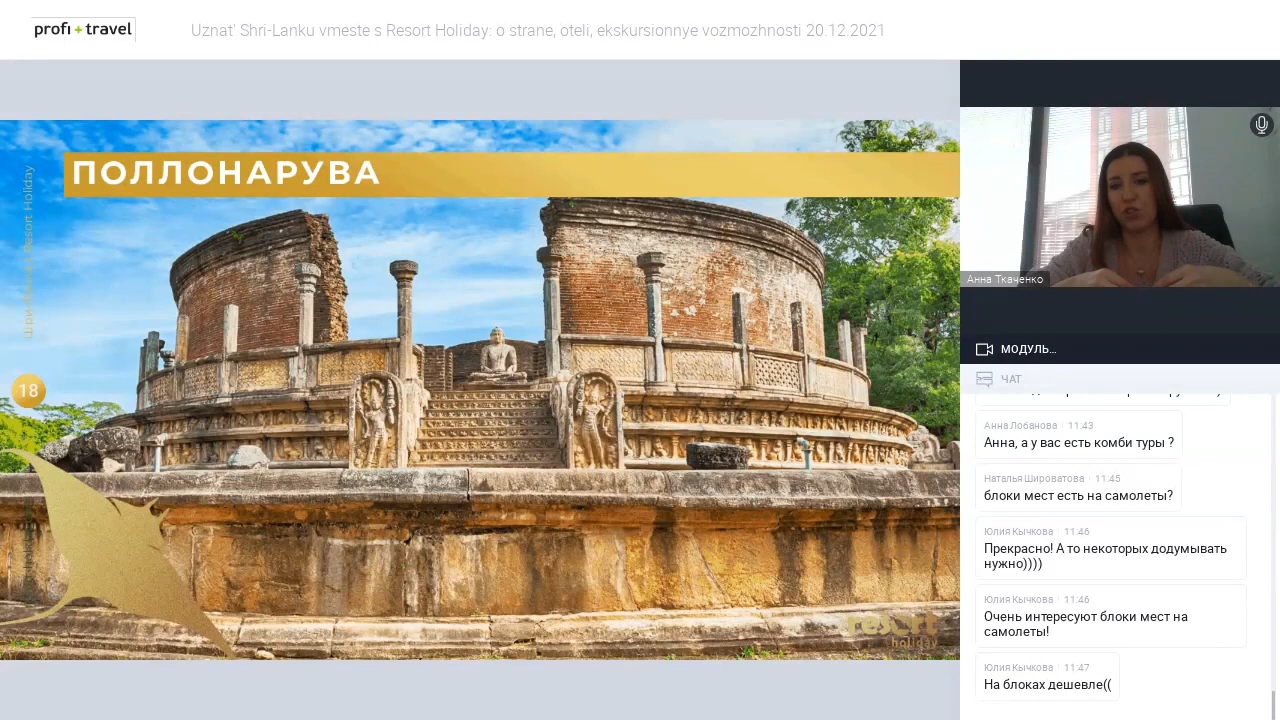 profi + travel
Uznat' Shri-Lanku vmeste s Resort Holiday: o strane, oteli, ekskursionnye vozmozhnosti 20.12.2021
ПОЛЛОНАРУВА
Resort Holiday
18
resort
holiday
Анна Ткаченко
МОДУЛЬ...
ЧАТ
Анна Лобанова · 11:43
Анна, а у вас есть комби туры ?
Наталья Широватова · 11:45
блоки мест есть на самолеты?
Юлия Кычкова · 11:46
Прекрасно! А то некоторых додумывать
нужно))))
Юлия Кычкова · 11:46
Очень интересуют блоки мест на
самолеты!
Юлия Кычкова · 11:47
На блоках дешевле((